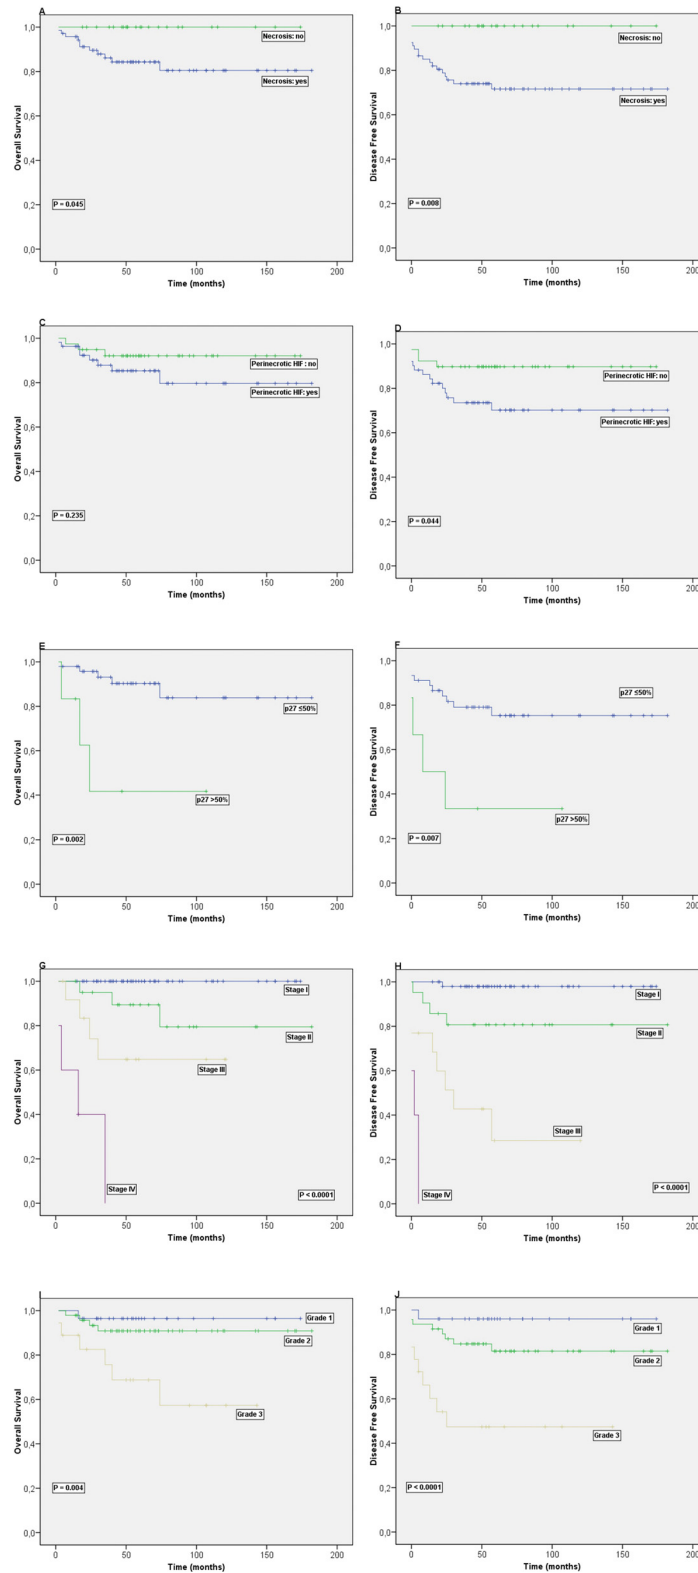 A
Overall Survival
1,0
0,8
0,6
0,4
0,2
0,0
Necrosis: no
Necrosis: yes
P = 0.045
0
50
100
150
200
Time (months)
B
Disease Free Survival
1,0
0,8
0,6
0,4
0,2
0,0
Necrosis: no
Necrosis: yes
P = 0.008
0
50
100
150
200
Time (months)
C
Overall Survival
1,0
0,8
0,6
0,4
0,2
0,0
Perinecrotic HIF : no
Perinecrotic HIF: yes
P = 0.235
0
50
100
150
200
Time (months)
D
Disease Free Survival
1,0
0,8
0,6
0,4
0,2
0,0
Perinecrotic HIF: no
Perinecrotic HIF: yes
P = 0.044
0
50
100
150
200
Time (months)
E
Overall Survival
1,0
0,8
0,6
0,4
0,2
0,0
p27 ≤50%
p27 >50%
P = 0.002
0
50
100
150
200
Time (months)
F
Disease Free Survival
1,0
0,8
0,6
0,4
0,2
0,0
p27 ≤50%
p27 >50%
P = 0.007
0
50
100
150
200
Time (months)
G
Overall Survival
1,0
0,8
0,6
0,4
0,2
0,0
Stage I
Stage II
Stage III
Stage IV
P < 0.0001
0
50
100
150
200
Time (months)
H
Disease Free Survival
1,0
0,8
0,6
0,4
0,2
0,0
Stage I
Stage II
Stage III
Stage IV
P < 0.0001
0
50
100
150
200
Time (months)
I
Overall Survival
1,0
0,8
0,6
0,4
0,2
0,0
Grade 1
Grade 2
Grade 3
P = 0.004
0
50
100
150
200
Time (months)
J
Disease Free Survival
1,0
0,8
0,6
0,4
0,2
0,0
Grade 1
Grade 2
Grade 3
P < 0.0001
0
50
100
150
200
Time (months)